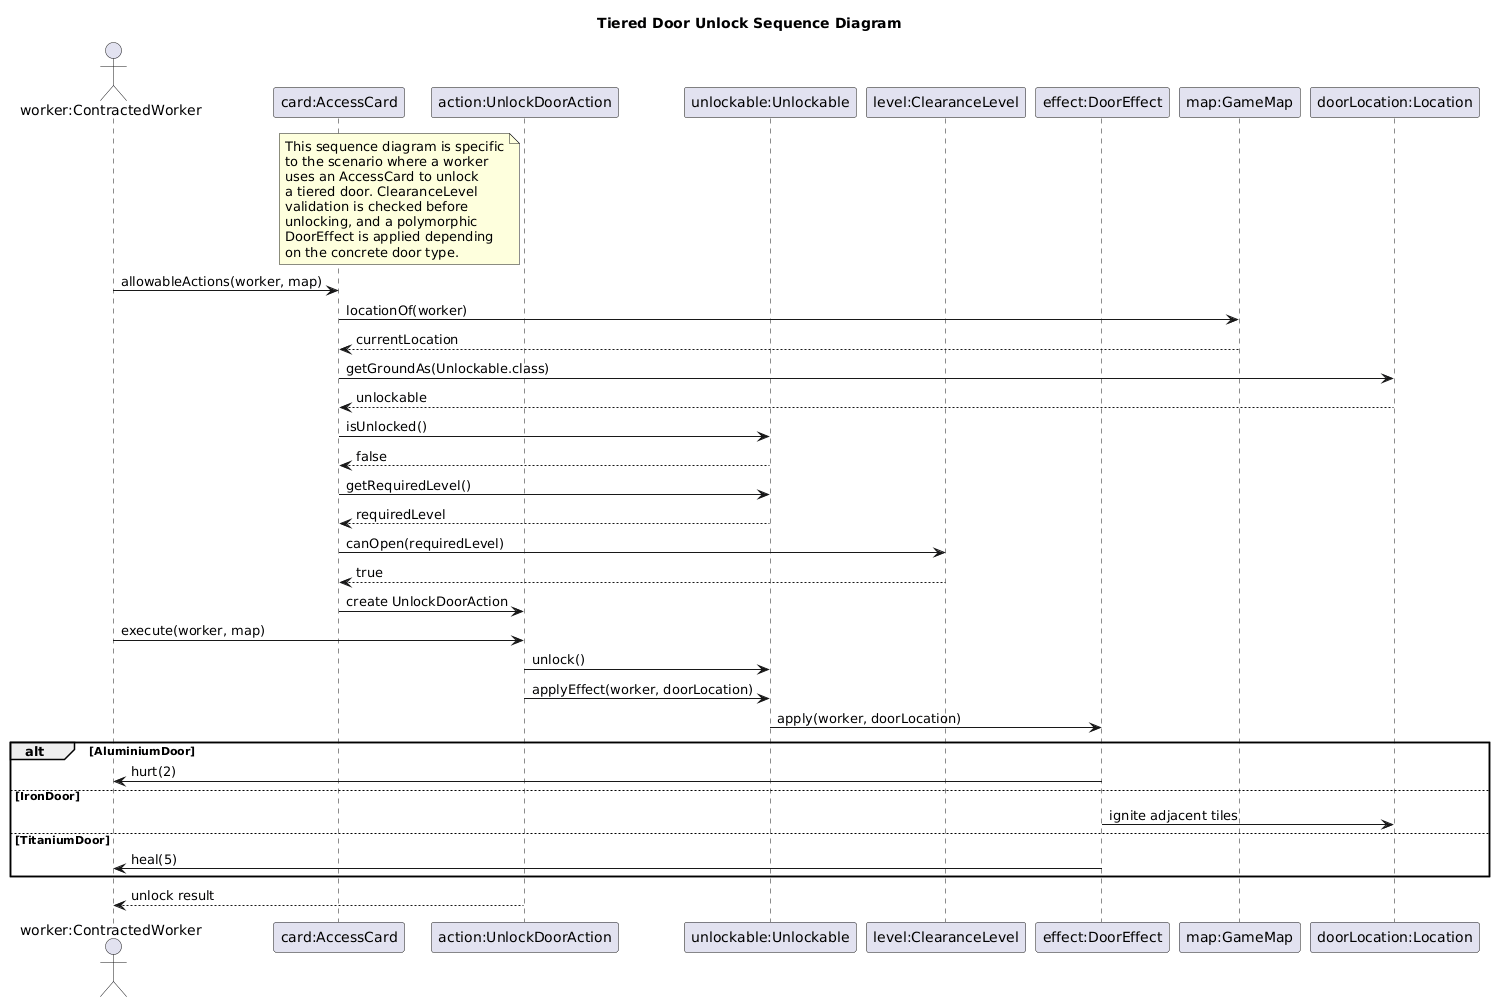 Tiered Door Unlock Sequence Diagram
worker:ContractedWorker
card:AccessCard
action:UnlockDoorAction
unlockable:Unlockable
level:ClearanceLevel
effect:DoorEffect
map:GameMap
doorLocation:Location
This sequence diagram is specific
to the scenario where a worker
uses an AccessCard to unlock
a tiered door. ClearanceLevel
validation is checked before
unlocking, and a polymorphic
DoorEffect is applied depending
on the concrete door type.
allowableActions(worker, map)
locationOf(worker)
currentLocation
getGroundAs(Unlockable.class)
unlockable
isUnlocked()
false
getRequiredLevel()
requiredLevel
canOpen(requiredLevel)
true
create UnlockDoorAction
execute(worker, map)
unlock()
applyEffect(worker, doorLocation)
apply(worker, doorLocation)
alt [AluminiumDoor]
hurt(2)
[IronDoor]
ignite adjacent tiles
[TitaniumDoor]
heal(5)
unlock result
worker:ContractedWorker
card:AccessCard
action:UnlockDoorAction
unlockable:Unlockable
level:ClearanceLevel
effect:DoorEffect
map:GameMap
doorLocation:Location